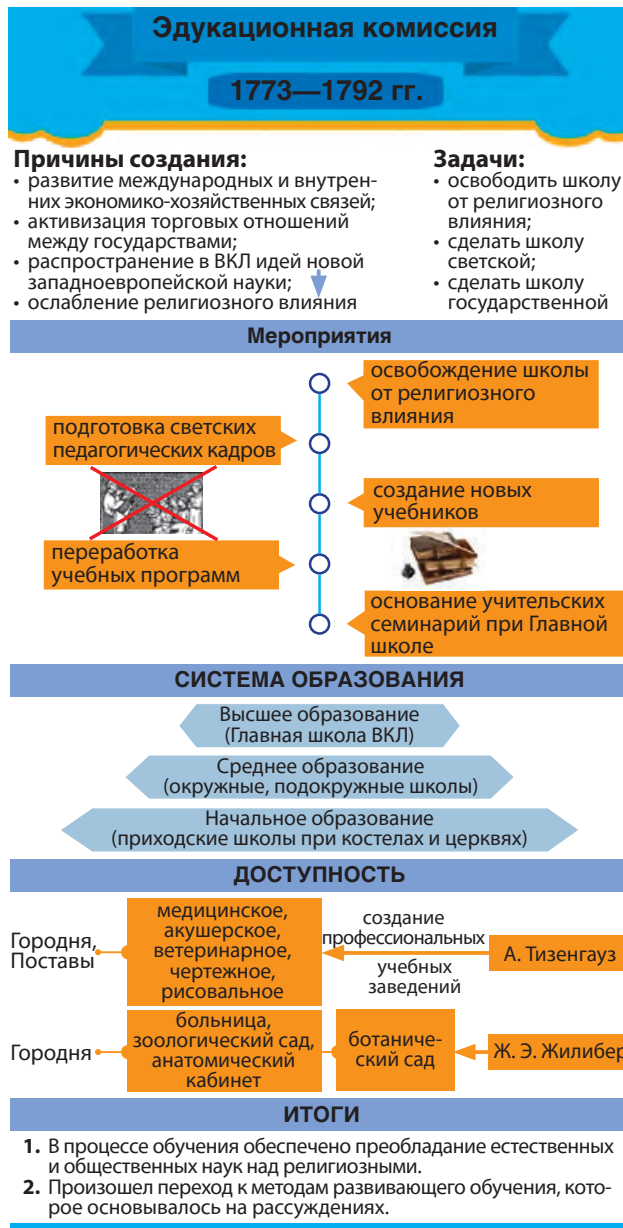 Эдукационная комиссия
1773—1792 гг.
Причины создания:
• развитие международных и внутрен-
них экономико-хозяйственных связей;
• активизация торговых отношений
между государствами;
• распространение в ВКЛ идей новой
западноевропейской науки;
• ослабление религиозного влияния
Задачи:
• освободить школу
от религиозного
влияния;
• сделать школу
светской;
• сделать школу
государственной
Мероприятия
освобождение школы
от религиозного
влияния
подготовка светских
педагогических кадров
создание новых
учебников
переработка
учебных программ
основание учительских
семинарий при Главной
школе
СИСТЕМА ОБРАЗОВАНИЯ
Высшее образование
(Главная школа ВКЛ)
Среднее образование
(окружные, подокружные школы)
Начальное образование
(приходские школы при костелах и церквях)
ДОСТУПНОСТЬ
Городня,
Поставы
медицинское,
акушерское,
ветеринарное,
чертежное,
рисовальное
создание
профессиональных
учебных
заведений
А. Тизенгауз
Городня
больница,
зоологический сад,
анатомический
кабинет
ботаниче-
ский сад
Ж. Э. Жилибер
ИТОГИ
1. В процессе обучения обеспечено преобладание естественных
и общественных наук над религиозными.
2. Произошел переход к методам развивающего обучения, кото-
рое основывалось на рассуждениях.